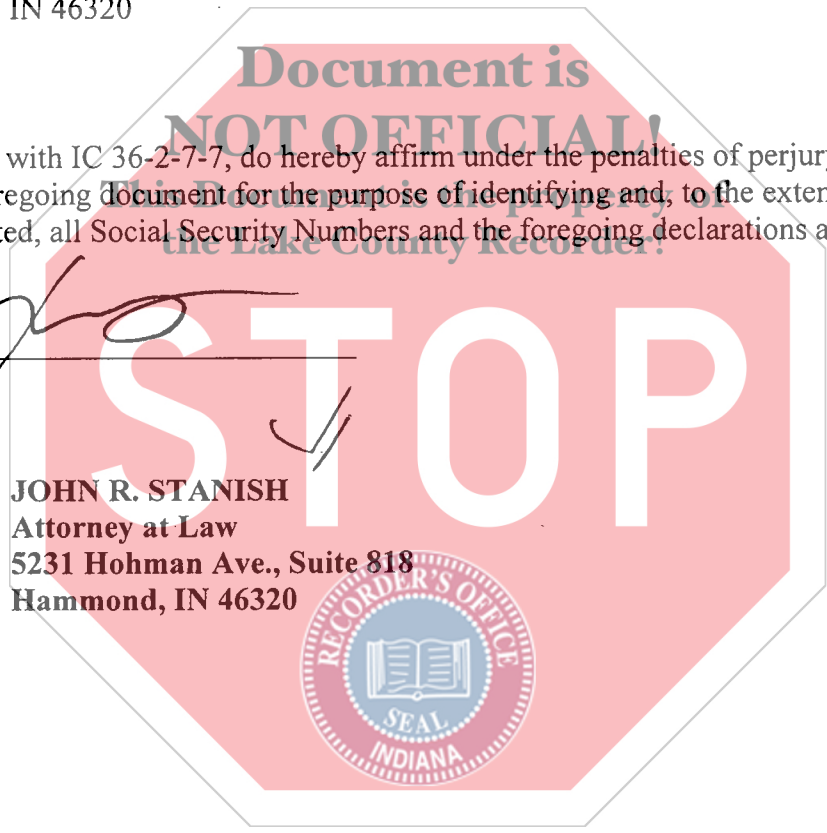 IN 46320
Document is
NOT OFFICIAL!
with IC 36-2-7-7, do hereby affirm under the penalties of perjury
This Document is the property of
regoing document for the purpose of identifying and, to the exten
ted, all Social Security Numbers and the foregoing declarations a
the Lake County Recorder!
STOP
JOHN R. STANISH
Attorney at Law
5231 Hohman Ave., Suite 818
Hammond, IN 46320
RECORDER'S OFFICE
SEAL
INDIANA